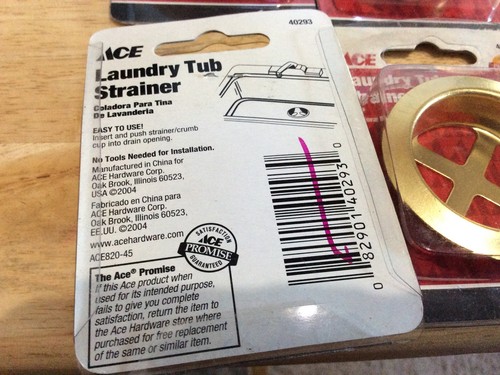 40293
ACE
Laundry Tub
Strainer
Coladora Para Tina
De Lavandería
EASY TO USE!
Insert and push strainer/crumb
cup into drain opening.
No Tools Needed for Installation.
Manufactured in China for
ACE Hardware Corp.
Oak Brook, Illinois 60523,
USA ©2004
Fabricado en China para
ACE Hardware Corp.
Oak Brook, Illinois 60523,
EE.UU. ©2004
www.acehardware.com
ACE820-45
SATISFACTION
ACE
PROMISE
GUARANTEED
The Ace® Promise
If this Ace product when
used for its intended purpose,
fails to give you complete
satisfaction, return the item to
the Ace Hardware store where
purchased for free replacement
of the same or similar item.
0 82901 40293 0
ACE
Laundry Tu
Straine